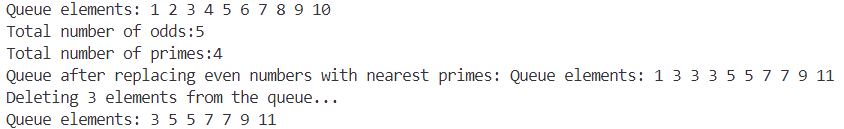 Queue elements: 1 2 3 4 5 6 7 8 9 10
Total number of odds:5
Total number of primes:4
Queue after replacing even numbers with nearest primes: Queue elements: 1 3 3 3 5 5 7 7 9 11
Deleting 3 elements from the queue...
Queue elements: 3 5 5 7 7 9 11